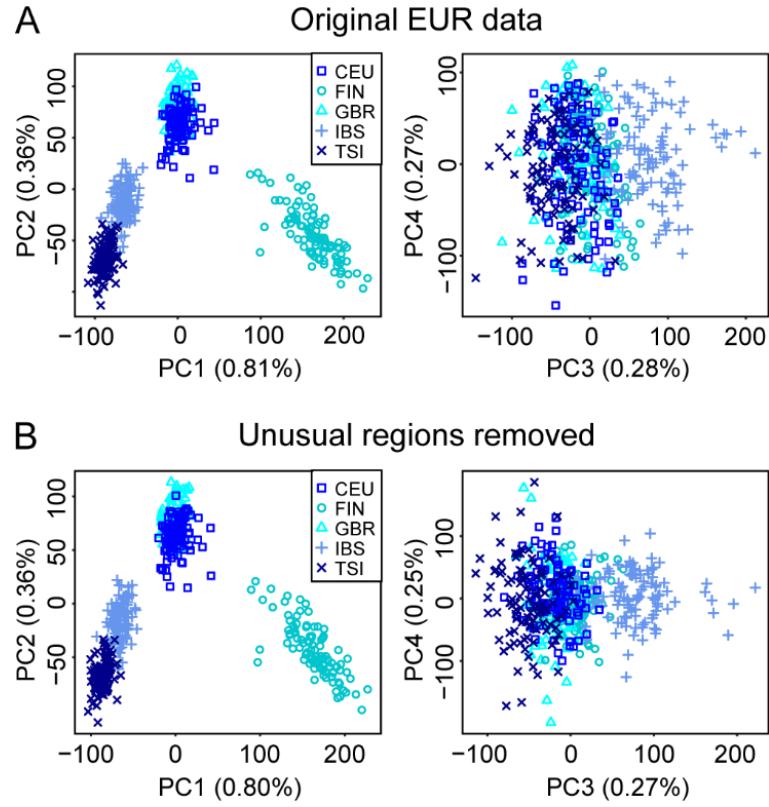 A
Original EUR data
CEU
FIN
GBR
IBS
TSI
PC2 (0.36%)
100
50
0
−50
−100
0
100
200
PC1 (0.81%)
PC4 (0.27%)
100
0
−100
−100
0
100
200
PC3 (0.28%)
B
Unusual regions removed
CEU
FIN
GBR
IBS
TSI
PC2 (0.36%)
100
50
0
−50
−100
0
100
200
PC1 (0.80%)
PC4 (0.25%)
100
0
−100
−100
0
100
200
PC3 (0.27%)